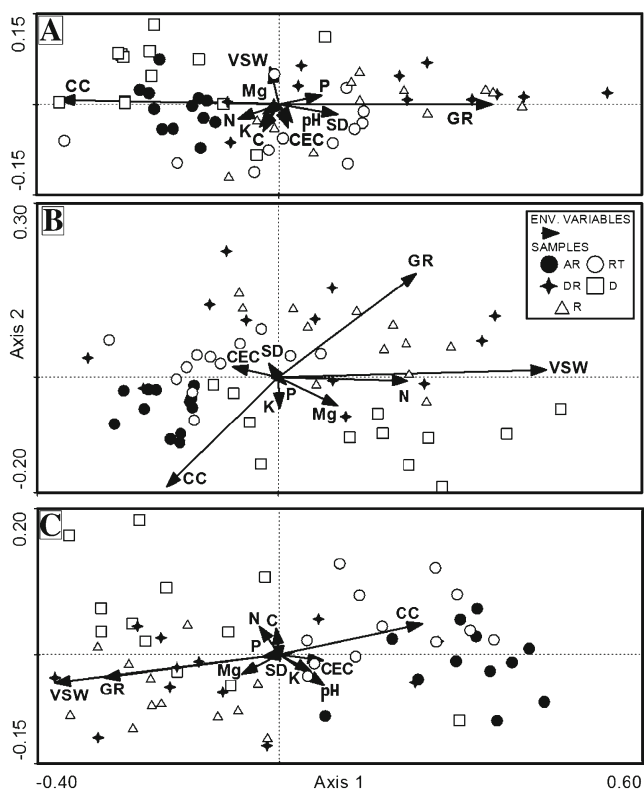 A
0.15
-0.15
VSW
Mg
P
CC
N
K
C
pH
SD
CEC
GR
B
0.30
-0.20
Axis 2
GR
ENV. VARIABLES
SAMPLES
AR RT
DR D
R
SD
CEC
VSW
P
K
Mg
N
CC
C
0.20
-0.15
N C
CC
P
SD
CEC
Mg
K
pH
VSW
GR
-0.40 Axis 1 0.60